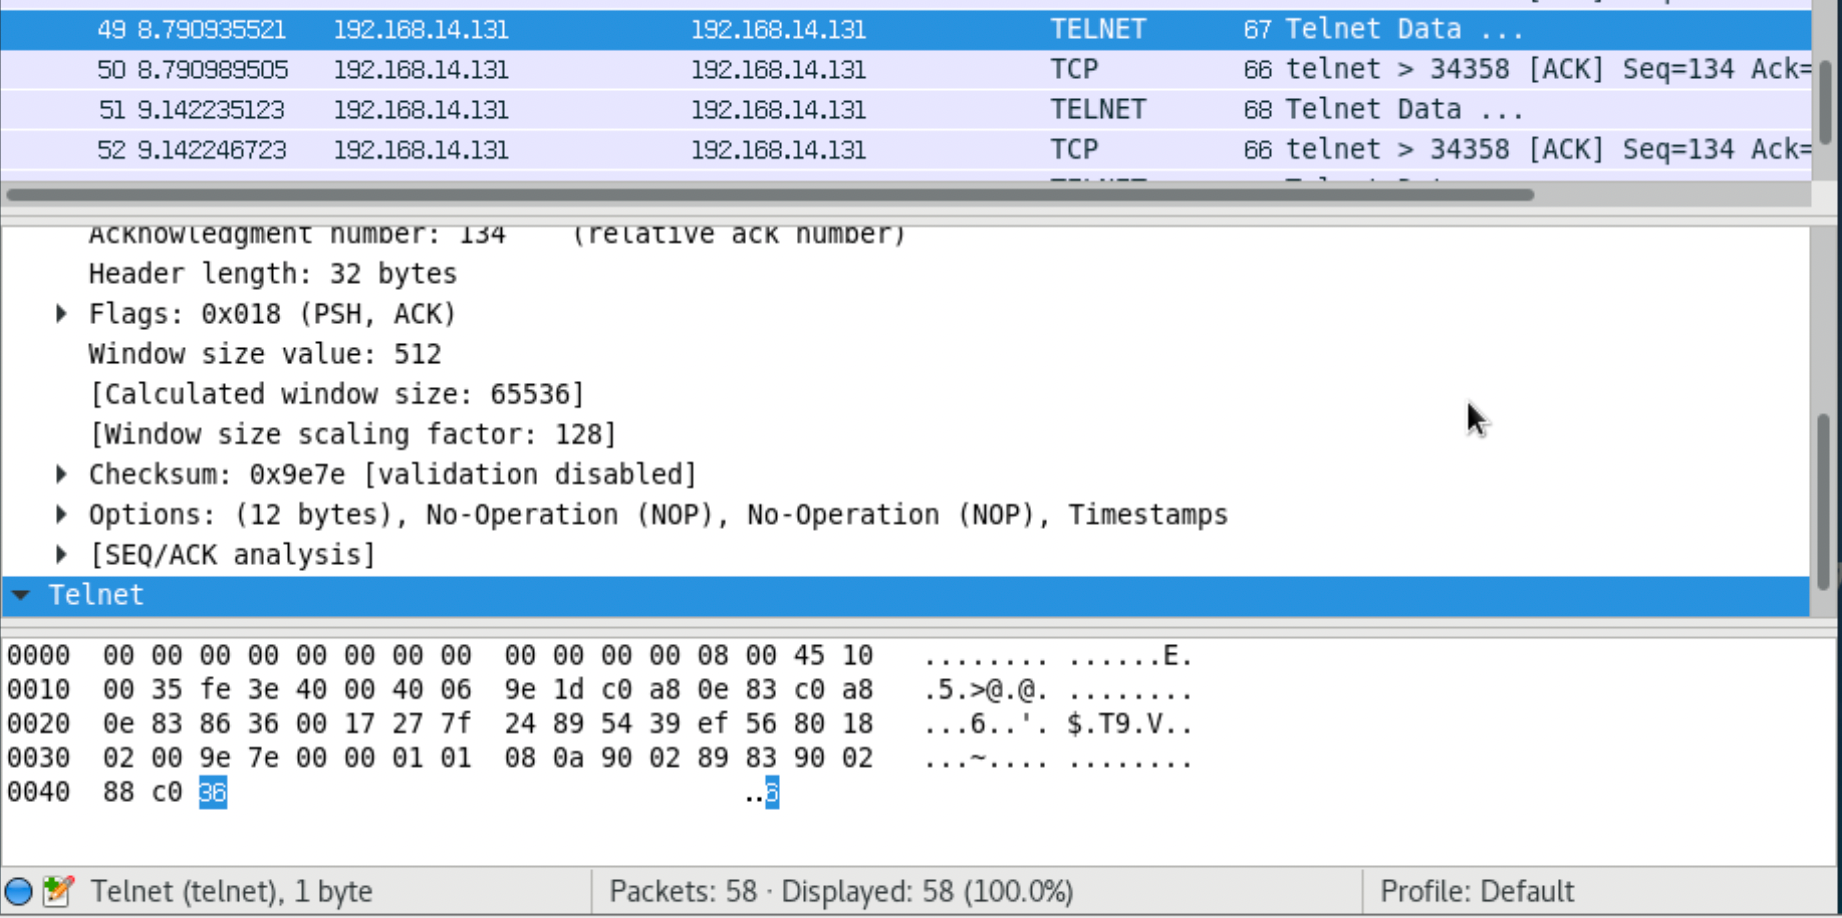 49 8.790935521 192.168.14.131 192.168.14.131 TELNET 67 Telnet Data ...
50 8.790989505 192.168.14.131 192.168.14.131 TCP 66 telnet > 34358 [ACK] Seq=134 Ack=
51 9.142235123 192.168.14.131 192.168.14.131 TELNET 68 Telnet Data ...
52 9.142246723 192.168.14.131 192.168.14.131 TCP 66 telnet > 34358 [ACK] Seq=134 Ack=
Acknowledgment number: 134 (relative ack number)
Header length: 32 bytes
Flags: 0x018 (PSH, ACK)
Window size value: 512
[Calculated window size: 65536]
[Window size scaling factor: 128]
Checksum: 0x9e7e [validation disabled]
Options: (12 bytes), No-Operation (NOP), No-Operation (NOP), Timestamps
[SEQ/ACK analysis]
Telnet
0000 00 00 00 00 00 00 00 00 00 00 00 00 08 00 45 10 ........ ......E.
0010 00 35 fe 3e 40 00 40 06 9e 1d c0 a8 0e 83 c0 a8 .5.>@.@. ........
0020 0e 83 86 36 00 17 27 7f 24 89 54 39 ef 56 80 18 ...6..'. $.T9.V..
0030 02 00 9e 7e 00 00 01 01 08 0a 90 02 89 83 90 02 ...~.... ........
0040 88 c0 36 ..6
Telnet (telnet), 1 byte Packets: 58 · Displayed: 58 (100.0%) Profile: Default